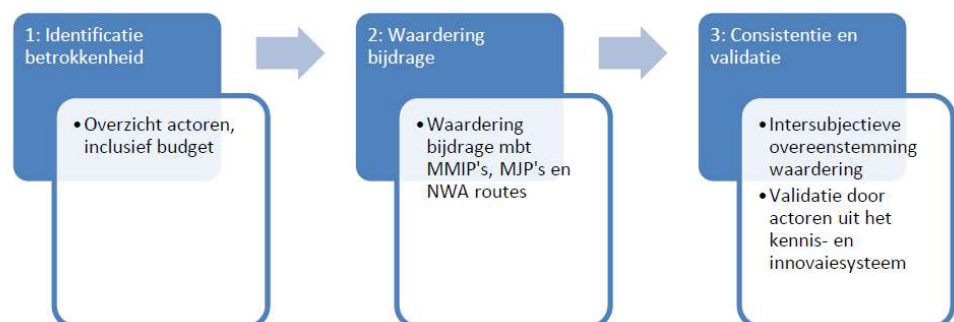 1: Identificatie
betrokkenheid
• Overzicht actoren,
inclusief budget
2: Waardering
bijdrage
• Waardering
bijdrage mbt
MMIP's, MJP's en
NWA routes
3: Consistentie en
validatie
• Intersubjectieve
overeenstemming
waardering
• Validatie door
actoren uit het
kennis- en
innovaiesysteem